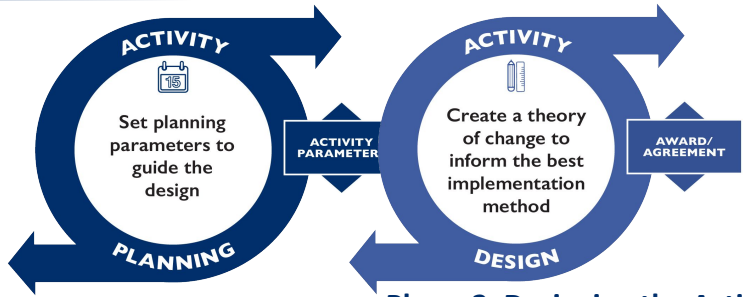 ACTIVITY
15
Set planning
parameters to
guide the
design
PLANNING
ACTIVITY
PARAMETER
ACTIVITY
Create a theory
of change to
inform the best
implementation
method
DESIGN
AWARD/
AGREEMENT